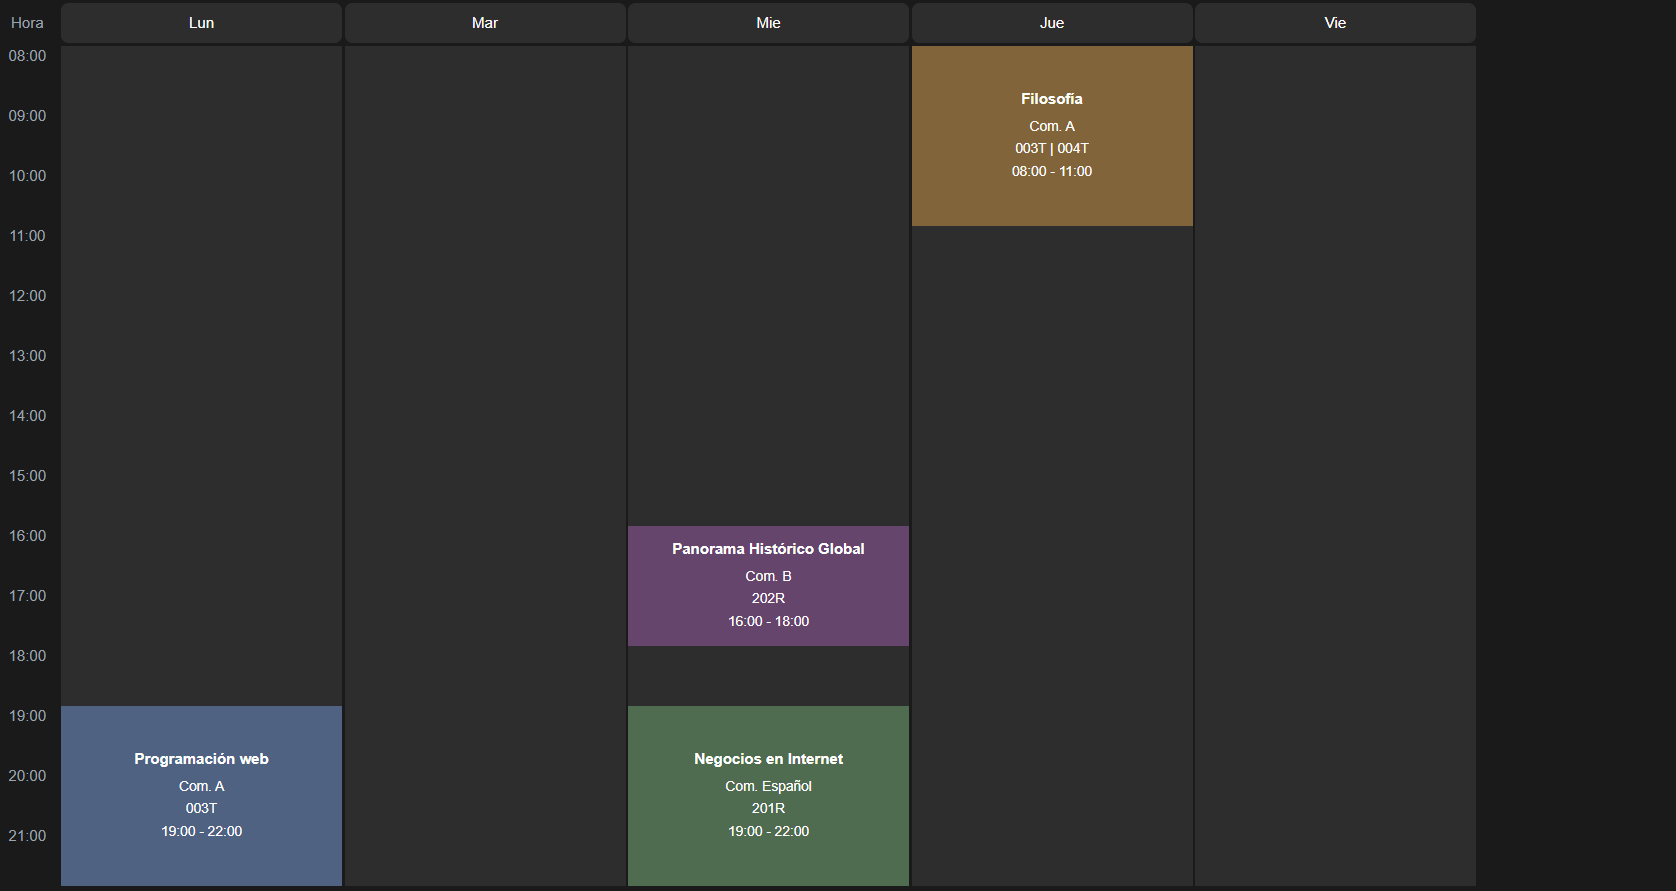 Hora Lun Mar Mie Jue Vie
08:00
Filosofía
09:00
Com. A
003T | 004T
08:00 - 11:00
10:00
11:00
12:00
13:00
14:00
15:00
16:00
Panorama Histórico Global
Com. B
202R
16:00 - 18:00
17:00
18:00
19:00
Programación web
Com. A
003T
19:00 - 22:00
Negocios en Internet
Com. Español
201R
19:00 - 22:00
20:00
21:00